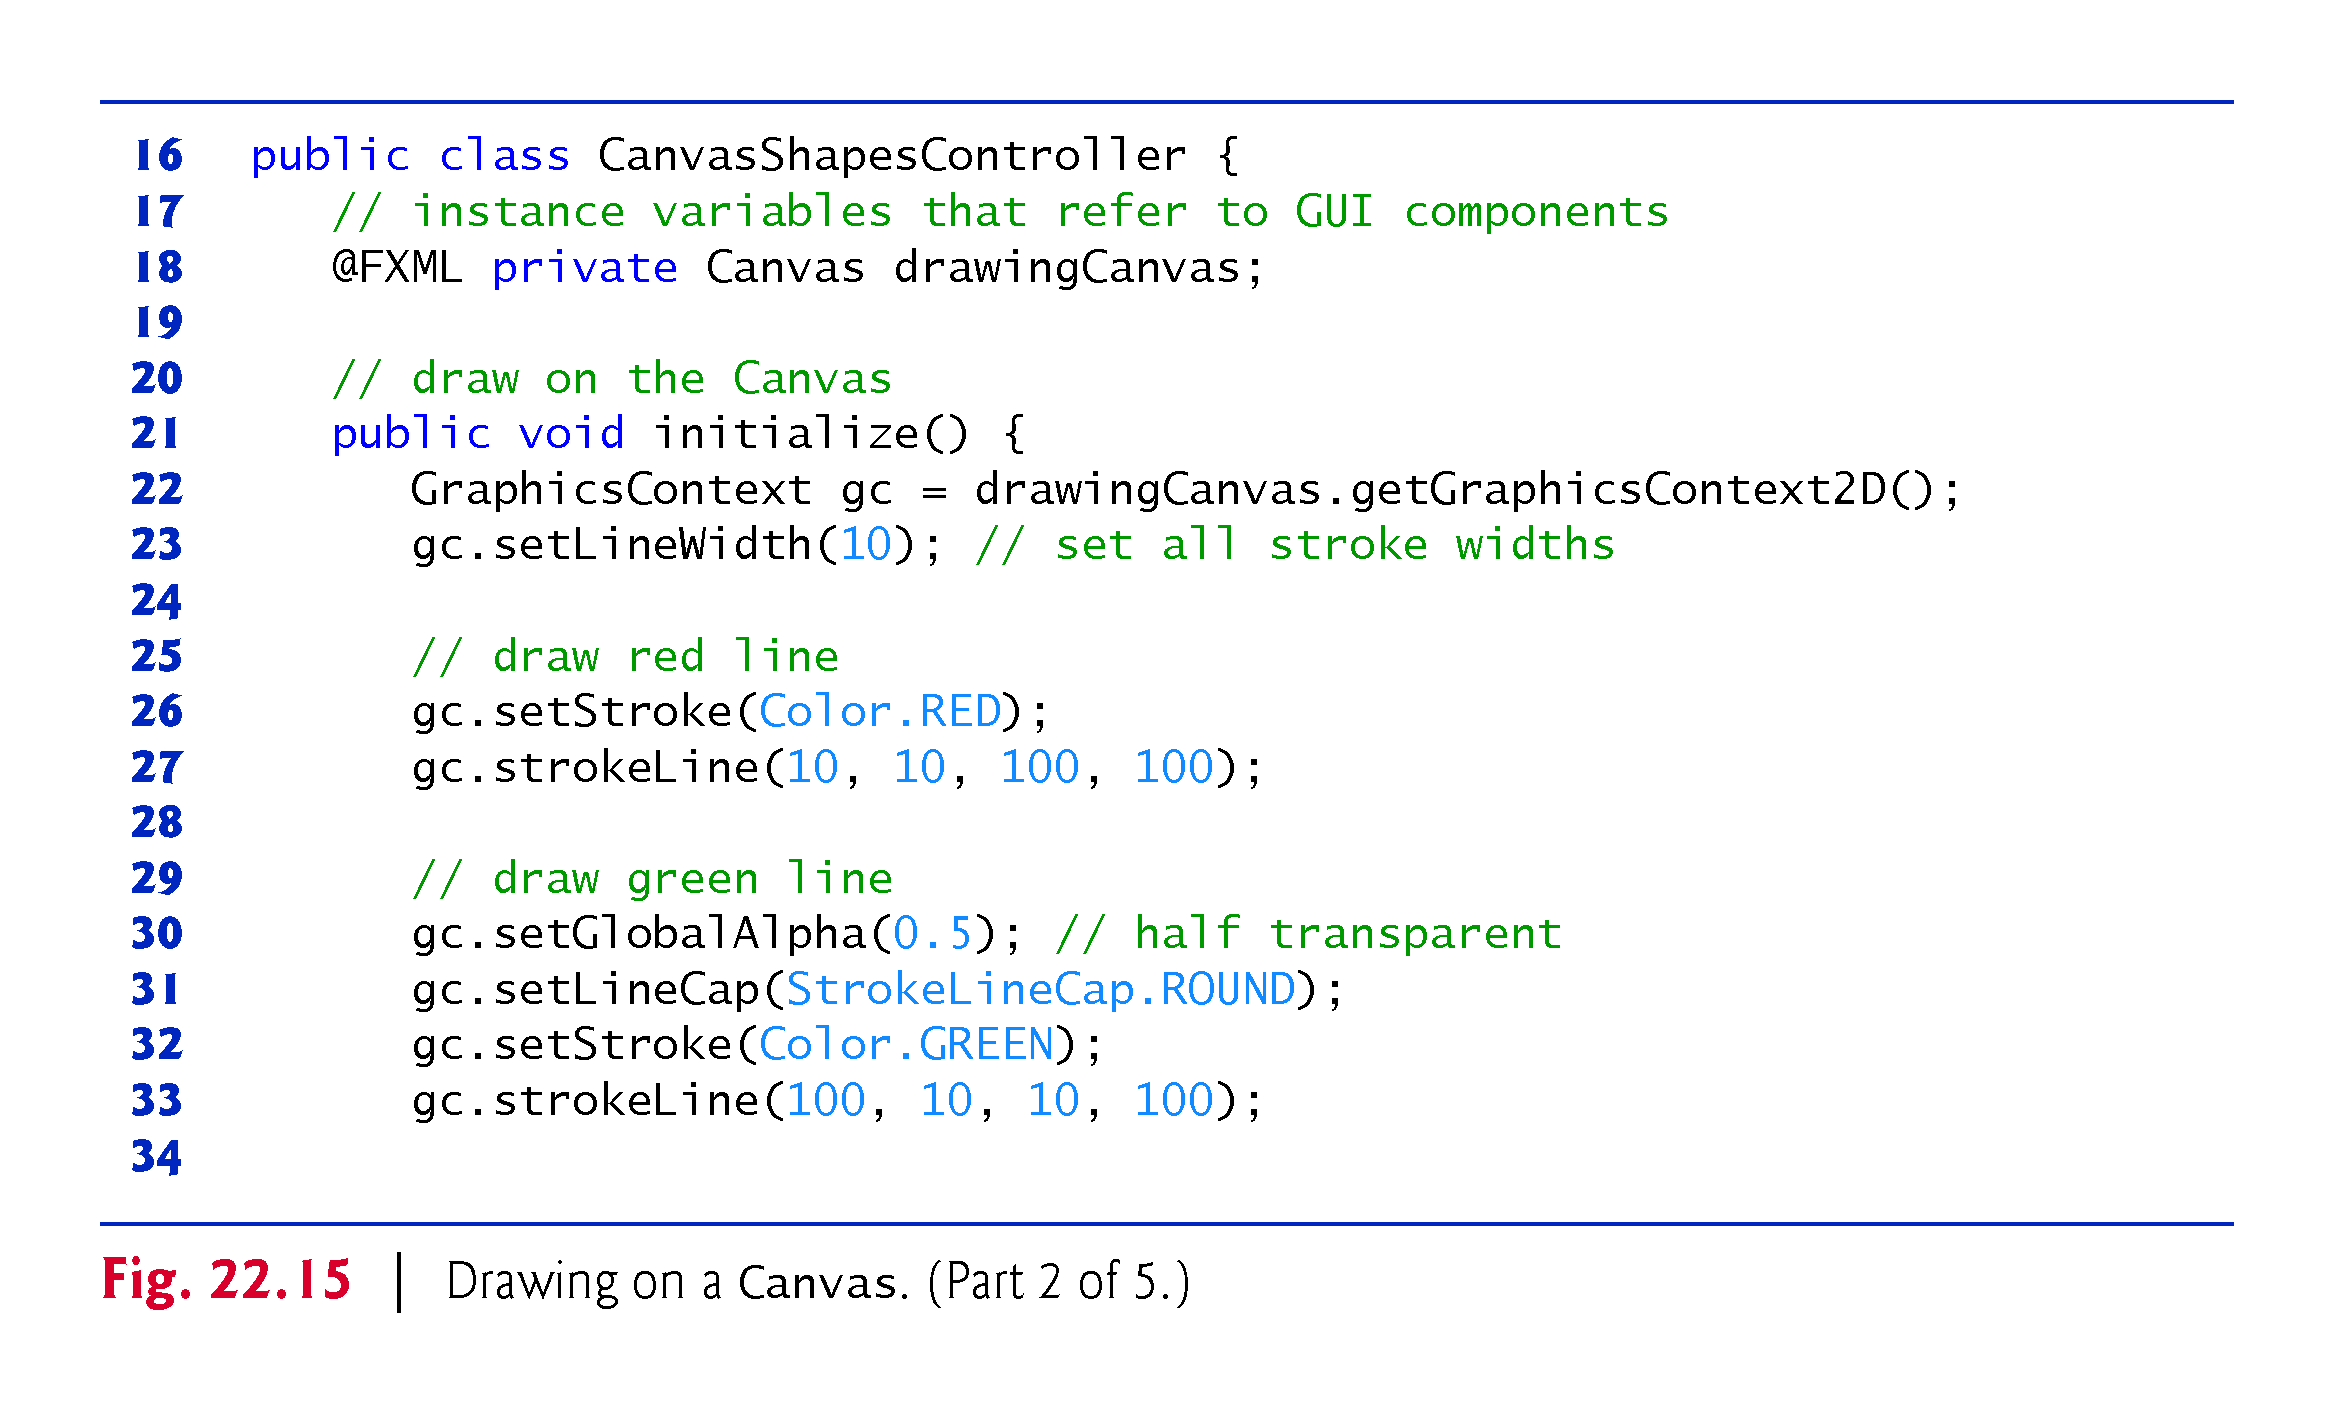 16 public class CanvasShapesController {
17 // instance variables that refer to GUI components
18 @FXML private Canvas drawingCanvas;
19
20 // draw on the Canvas
21 public void initialize() {
22 GraphicsContext gc = drawingCanvas.getGraphicsContext2D();
23 gc.setLineWidth(10); // set all stroke widths
24
25 // draw red line
26 gc.setStroke(Color.RED);
27 gc.strokeLine(10, 10, 100, 100);
28
29 // draw green line
30 gc.setGlobalAlpha(0.5); // half transparent
31 gc.setLineCap(StrokeLineCap.ROUND);
32 gc.setStroke(Color.GREEN);
33 gc.strokeLine(100, 10, 10, 100);
34
Fig. 22.15 | Drawing on a Canvas. (Part 2 of 5.)